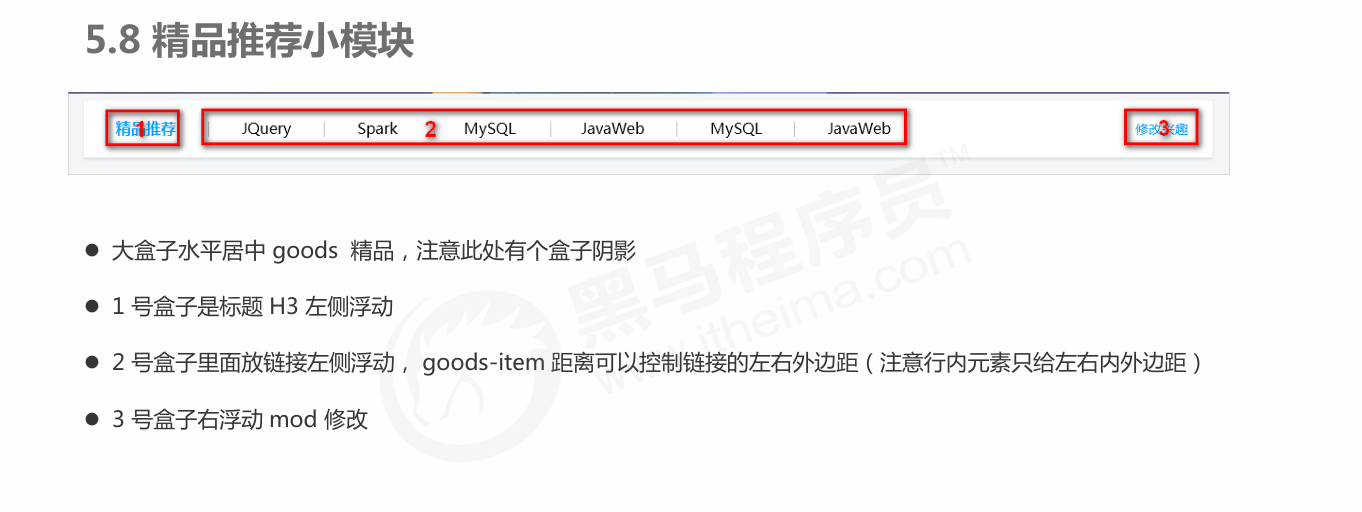 5.8 精品推荐小模块
精品推荐 1 | JQuery | Spark 2 MySQL | JavaWeb | MySQL | JavaWeb 修改兴趣 3
● 大盒子水平居中 goods 精品，注意此处有个盒子阴影
● 1 号盒子是标题 H3 左侧浮动
● 2 号盒子里面放链接左侧浮动， goods-item 距离可以控制链接的左右外边距（注意行内元素只给左右内外边距）
● 3 号盒子右浮动 mod 修改
黑马程序员™
www.itheima.com